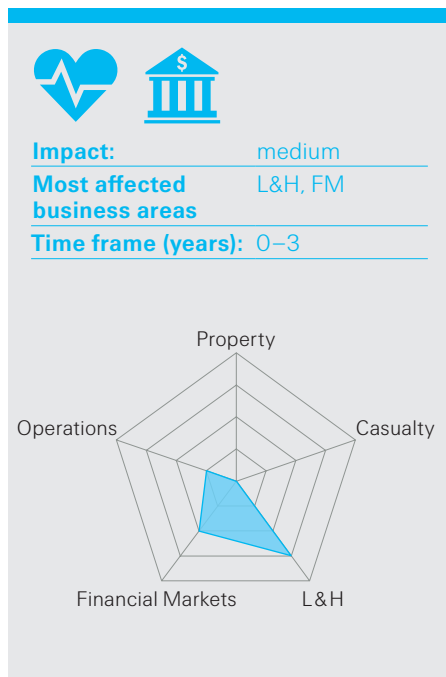 $
Impact: medium
Most affected L&H, FM
business areas
Time frame (years): 0–3
Property
Operations Casualty
Financial Markets L&H